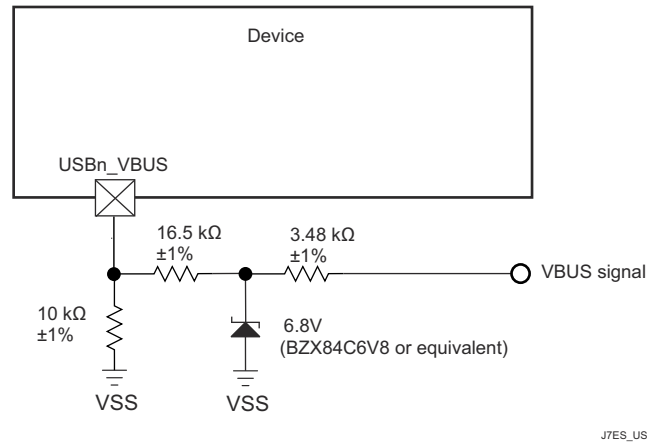 Device
USBn_VBUS
16.5 kΩ
±1%
3.48 kΩ
±1%
VBUS signal
10 kΩ
±1%
6.8V
(BZX84C6V8 or equivalent)
VSS
VSS
J7ES_US